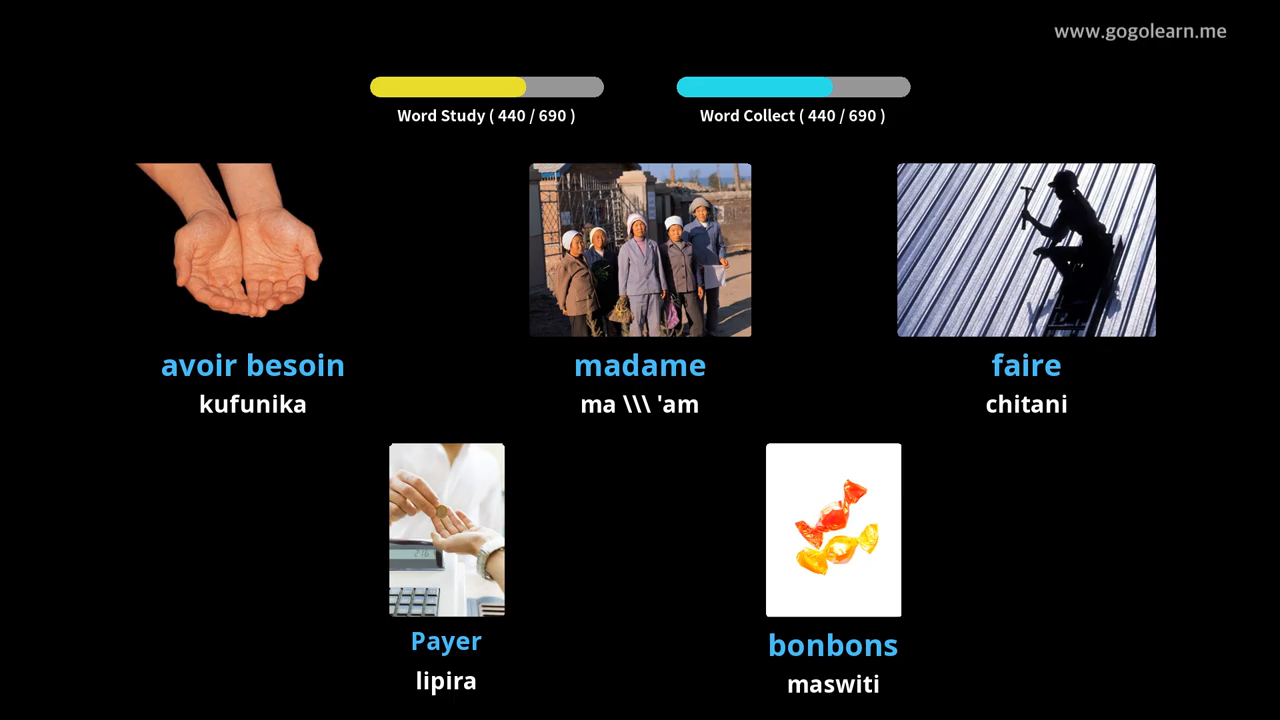 www.gogolearn.me
Word Study ( 440 / 690 )
Word Collect ( 440 / 690 )
avoir besoin
kufunika
madame
ma \\\ 'am
faire
chitani
Payer
lipira
bonbons
maswiti